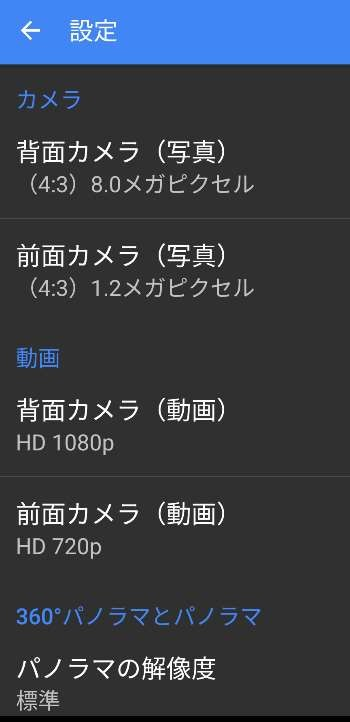 設定
カメラ
背面カメラ（写真）
（4:3）8.0メガピクセル
前面カメラ（写真）
（4:3）1.2メガピクセル
動画
背面カメラ（動画）
HD 1080p
前面カメラ（動画）
HD 720p
360°パノラマとパノラマ
パノラマの解像度
標準